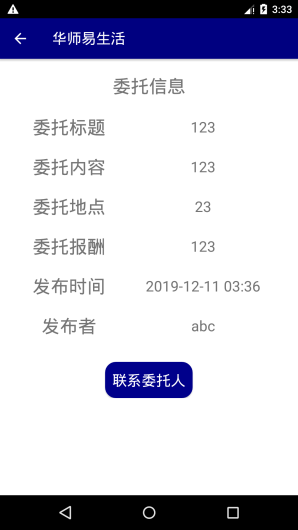 3:33
华师易生活
委托信息
委托标题 123
委托内容 123
委托地点 23
委托报酬 123
发布时间 2019-12-11 03:36
发布者 abc
联系委托人